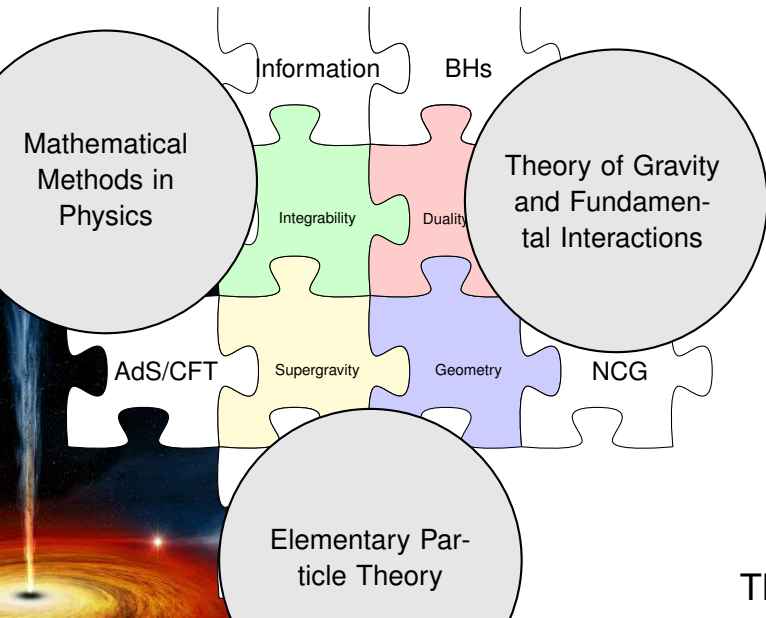 Information
BHs
Mathematical
Methods in
Physics
Theory of Gravity
and Fundamen-
tal Interactions
Integrability
Duality
AdS/CFT
Supergravity
Geometry
NCG
Elementary Par-
ticle Theory